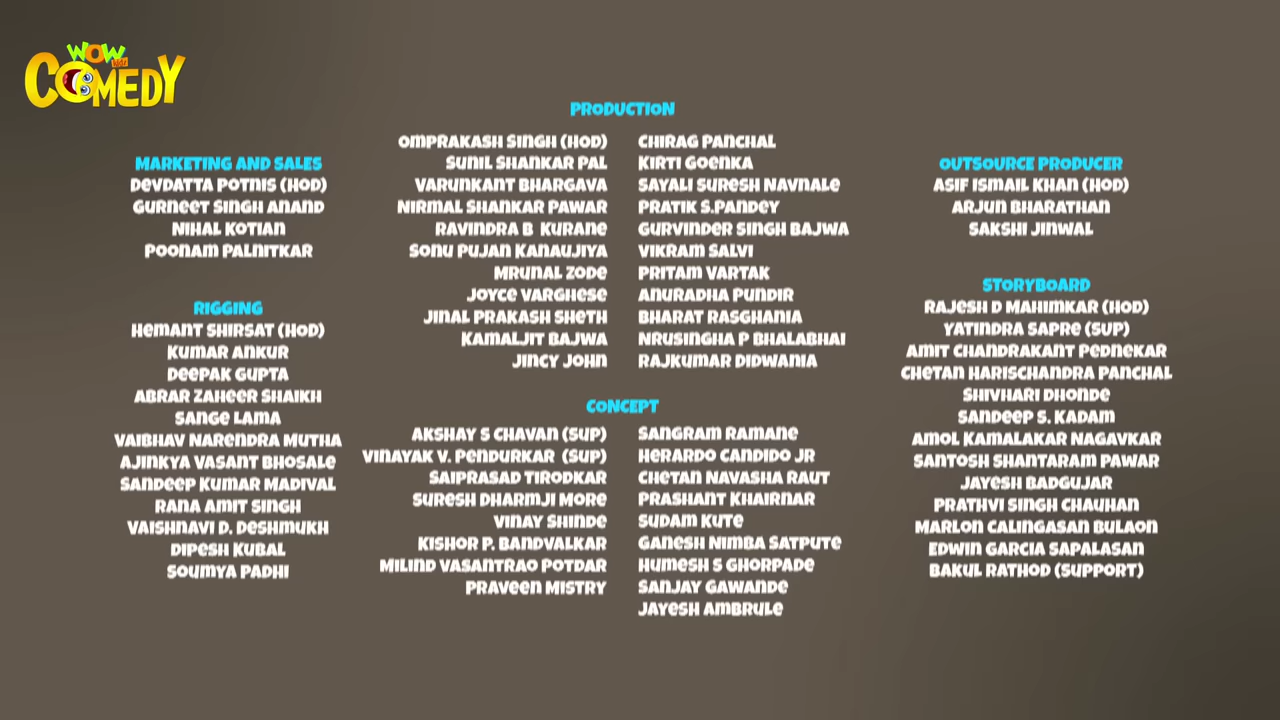 WOW
COMEDY
MARKETING AND SALES
DEVDATTA POTNIS (HOD)
GURNEET SINGH ANAND
NIHAL KOTIAN
POONAM PALNITKAR
RIGGING
HEMANT SHIRSAT (HOD)
KUMAR ANKUR
DEEPAK GUPTA
ABRAR ZAHEER SHAIKH
SANGE LAMA
VAIBHAV NARENDRA MUTHA
AJINKYA VASANT BHOSALE
SANDEEP KUMAR MADIVAL
RANA AMIT SINGH
VAISHNAVI D. DESHMUKH
DIPESH KUBAL
SOUMYA PADHI
PRODUCTION
OMPRAKASH SINGH (HOD)
SUNIL SHANKAR PAL
VARUNKANT BHARGAVA
NIRMAL SHANKAR PAWAR
RAVINDRA B KURANE
SONU PUJAN KANAUJIYA
MRUNAL ZODE
JOYCE VARGHESE
JINAL PRAKASH SHETH
KAMALJIT BAJWA
JINCY JOHN
CHIRAG PANCHAL
KIRTI GOENKA
SAYALI SURESH NAVNALE
PRATIK S.PANDEY
GURVINDER SINGH BAJWA
VIKRAM SALVI
PRITAM VARTAK
ANURADHA PUNDIR
BHARAT RASGHANIA
NRUSINGHA P BHALABHAI
RAJKUMAR DIDWANIA
CONCEPT
AKSHAY S CHAVAN (SUP)
VINAYAK V. PENDURKAR (SUP)
SAIPRASAD TIRODKAR
SURESH DHARMJI MORE
VINAY SHINDE
KISHOR P. BANDVALKAR
MILIND VASANTRAO POTDAR
PRAVEEN MISTRY
SANGRAM RAMANE
HERARDO CANDIDO JR
CHETAN NAVASHA RAUT
PRASHANT KHAIRNAR
SUDAM KUTE
GANESH NIMBA SATPUTE
HUMESH S GHORPADE
SANJAY GAWANDE
JAYESH AMBRULE
OUTSOURCE PRODUCER
ASIF ISMAIL KHAN (HOD)
ARJUN BHARATHAN
SAKSHI JINWAL
STORYBOARD
RAJESH D MAHIMKAR (HOD)
YATINDRA SAPRE (SUP)
AMIT CHANDRAKANT PEDNEKAR
CHETAN HARISCHANDRA PANCHAL
SHIVHARI DHONDE
SANDEEP S. KADAM
AMOL KAMALAKAR NAGAVKAR
SANTOSH SHANTARAM PAWAR
JAYESH BADGUJAR
PRATHVI SINGH CHAUHAN
MARLON CALINGASAN BULAON
EDWIN GARCIA SAPALASAN
BAKUL RATHOD (SUPPORT)